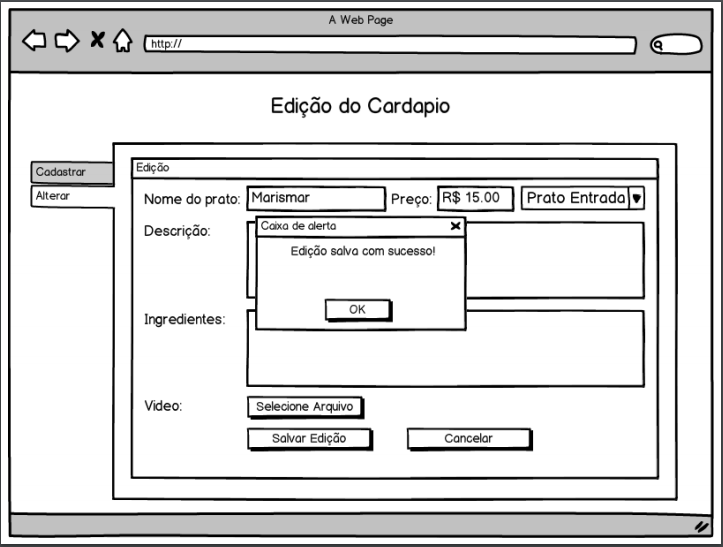 A Web Page
http://
Edição do Cardapio
Cadastrar
Alterar
Edição
Nome do prato: Marismar Preço: R$ 15.00 Prato Entrada
Descrição:
Caixa de alerta
Edição salva com sucesso!
OK
Ingredientes:
Video: Selecione Arquivo
Salvar Edição Cancelar